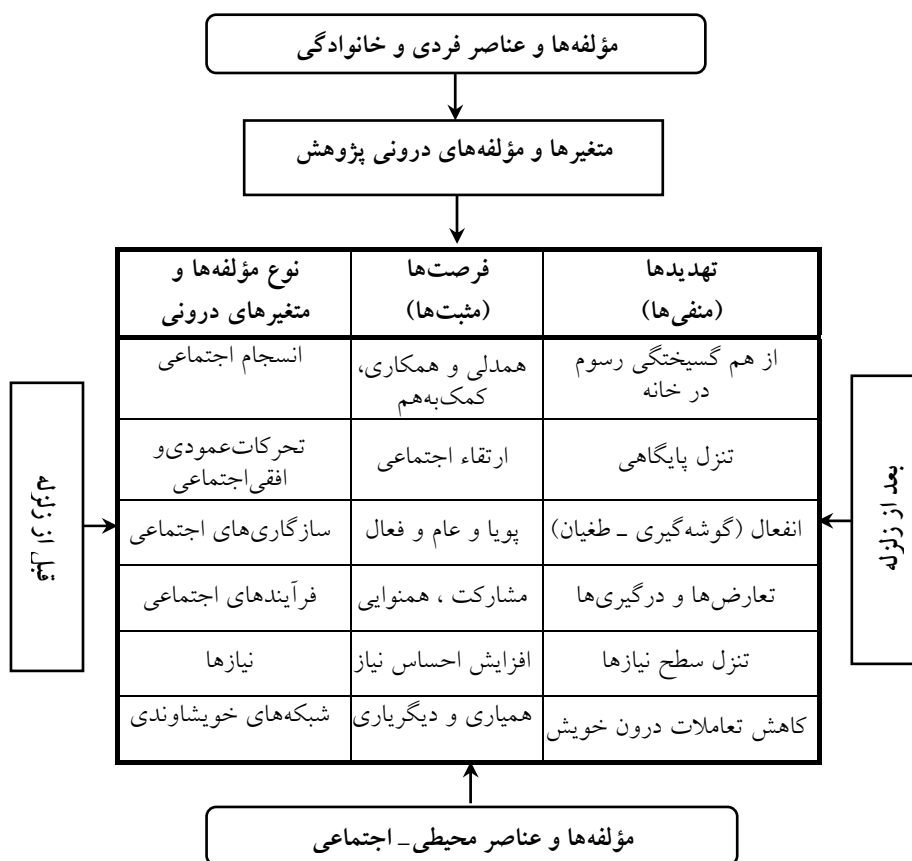 مؤلفه‌ها و عناصر فردی و خانوادگی
متغیرها و مؤلفه‌های درونی پژوهش
تهدیدها
(منفی‌ها)
فرصت‌ها
(مثبت‌ها)
نوع مؤلفه‌ها و
متغیرهای درونی
از هم گسیختگی رسوم
در خانه
همدلی و همکاری،
کمک‌به‌هم
انسجام اجتماعی
تنزل پایگاهی
ارتقاء اجتماعی
تحرکات‌عمودی‌و
افقی‌اجتماعی
انفعال (گوشه‌گیری – طغیان)
پویا و عام و فعال
سازگاری‌های اجتماعی
تعارض‌ها و درگیری‌ها
مشارکت ، همنوایی
فرآیندهای اجتماعی
تنزل سطح نیازها
افزایش احساس نیاز
نیازها
کاهش تعاملات درون خویش
همیاری و دیگریاری
شبکه‌های خویشاوندی
بعد از زلزله
قبل از زلزله
مؤلفه‌ها و عناصر محیطی– اجتماعی